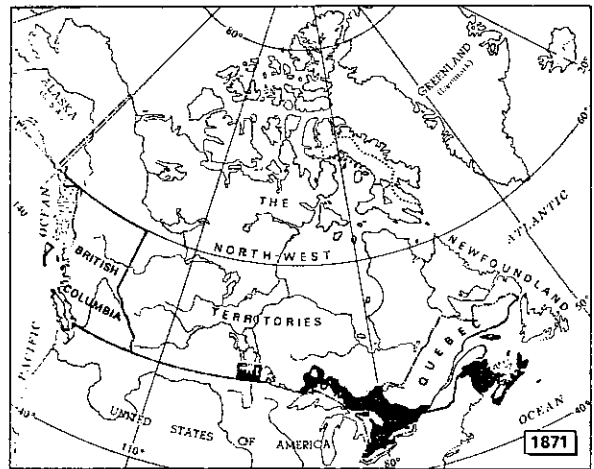 80°
ALASKA
GREENLAND
(Denmark)
60°
140
OCEAN
THE
ATLANTIC
NORTH-WEST
NEWFOUNDLAND
BRITISH
COLUMBIA
TERRITORIES
QUEBEC
50°
PACIFIC
UNITED STATES OF AMERICA
OCEAN
40°
40°
110°
80°
1871